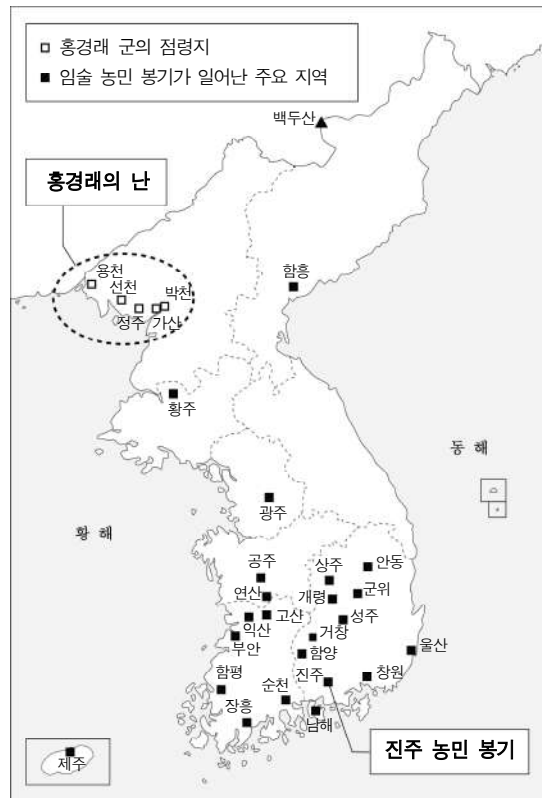 □ 홍경래 군의 점령지
■ 임술 농민 봉기가 일어난 주요 지역
백두산
홍경래의 난
용천
선천
박천
정주 가산
함흥
황주
동 해
광주
황 해
공주
상주
안동
연산
개령
군위
고산
성주
익산
거창
부안
울산
함양
함평
진주
창원
순천
장흥
남해
진주 농민 봉기
제주